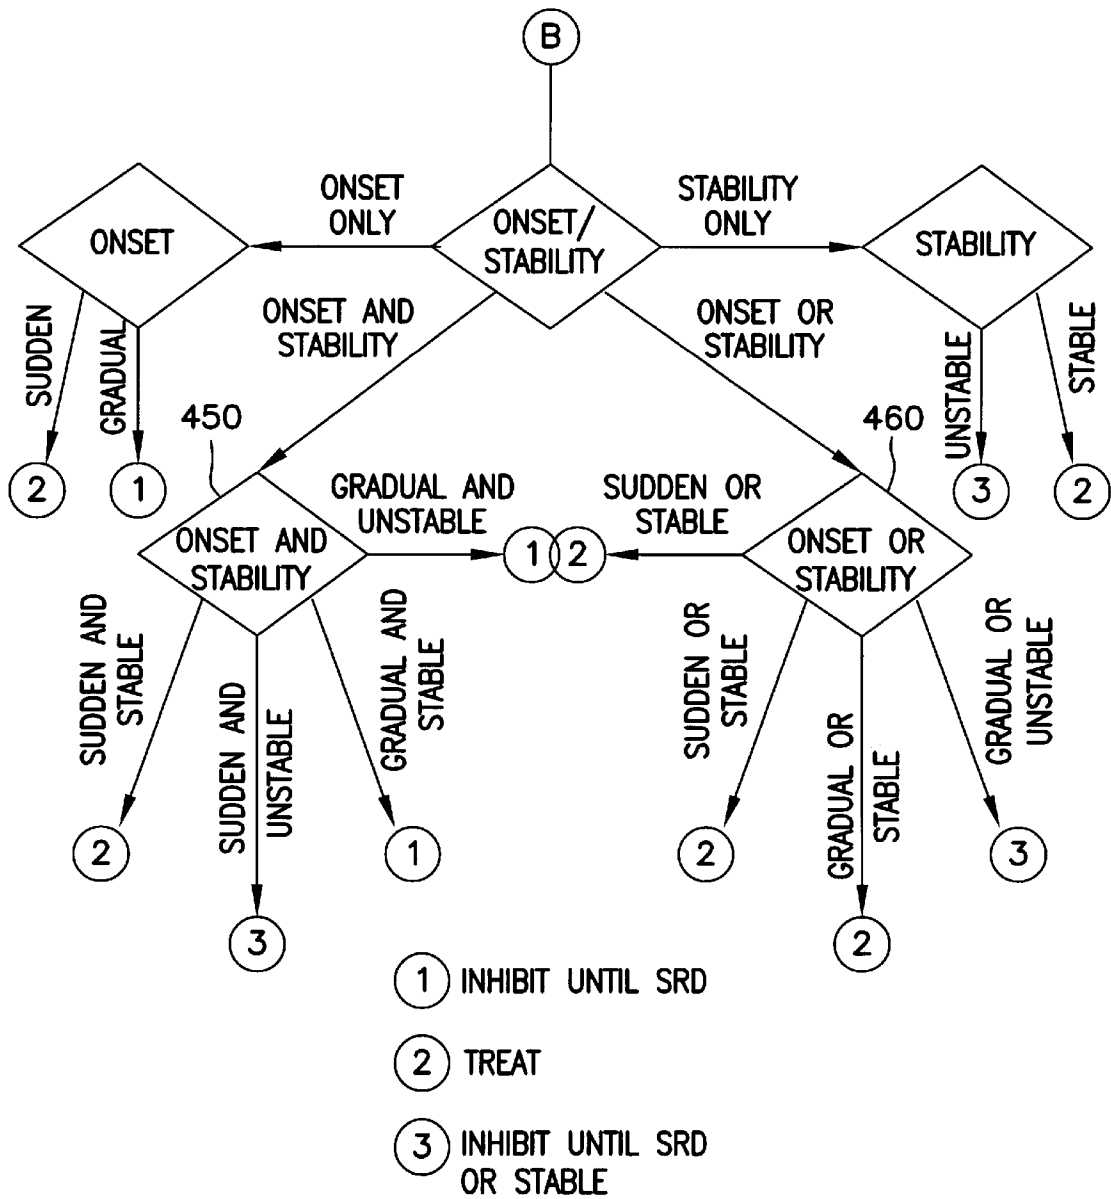 B
ONSET
ONLY
STABILITY
ONLY
ONSET
ONSET/
STABILITY
STABILITY
ONSET AND
STABILITY
ONSET OR
STABILITY
SUDDEN
GRADUAL
UNSTABLE
STABLE
450
460
2
1
3
2
GRADUAL AND
UNSTABLE
SUDDEN OR
STABLE
ONSET AND
STABILITY
1
2
ONSET OR
STABILITY
SUDDEN AND
STABLE
SUDDEN AND
UNSTABLE
GRADUAL AND
STABLE
SUDDEN OR
STABLE
GRADUAL OR
STABLE
GRADUAL OR
UNSTABLE
2
1
2
3
3
2
1 INHIBIT UNTIL SRD
2 TREAT
3 INHIBIT UNTIL SRD
OR STABLE